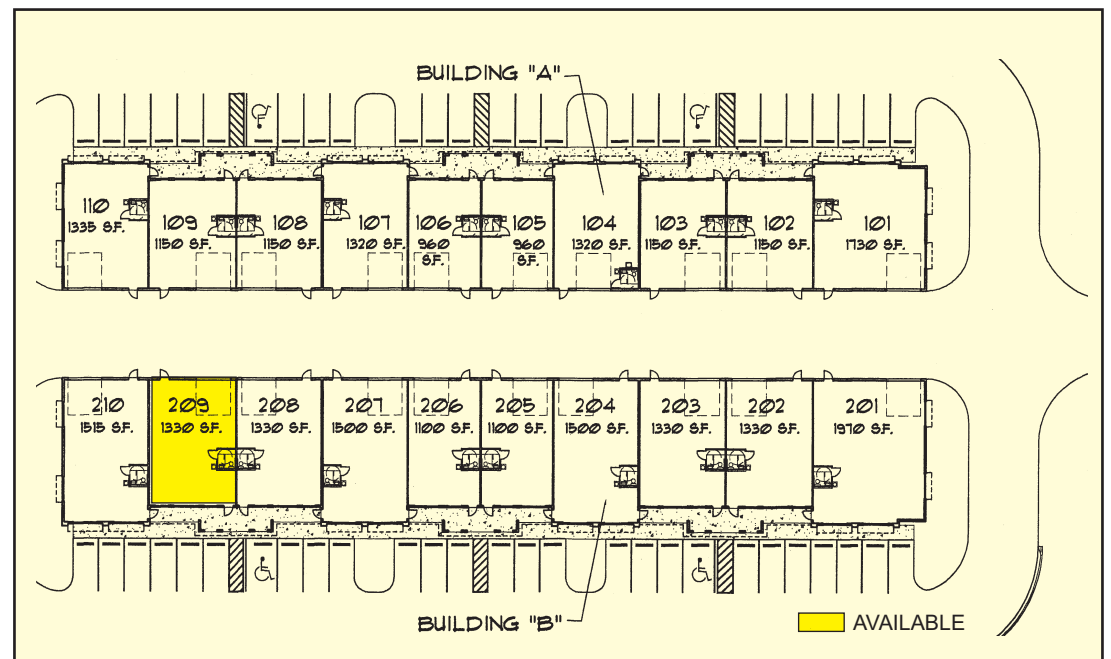 BUILDING "A"
110
1335 S.F.
109
1150 S.F.
108
1150 S.F.
107
1320 S.F.
106
960
S.F.
105
960
S.F.
104
1320 S.F.
103
1150 S.F.
102
1150 S.F.
101
1730 S.F.
210
1515 S.F.
209
1330 S.F.
208
1330 S.F.
207
1500 S.F.
206
1100 S.F.
205
1100 S.F.
204
1500 S.F.
203
1330 S.F.
202
1330 S.F.
201
1970 S.F.
BUILDING "B"
AVAILABLE